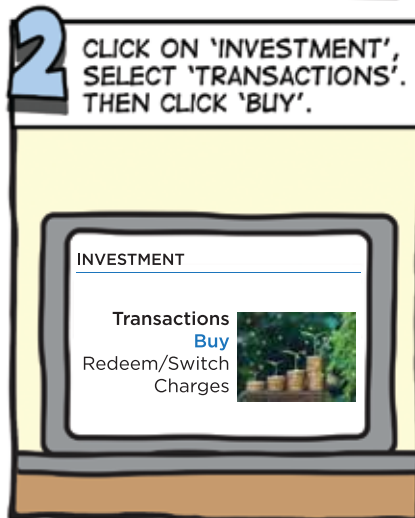 2
CLICK ON ‘INVESTMENT’,
SELECT ‘TRANSACTIONS’.
THEN CLICK ‘BUY’.
INVESTMENT
Transactions
Buy
Redeem/Switch
Charges